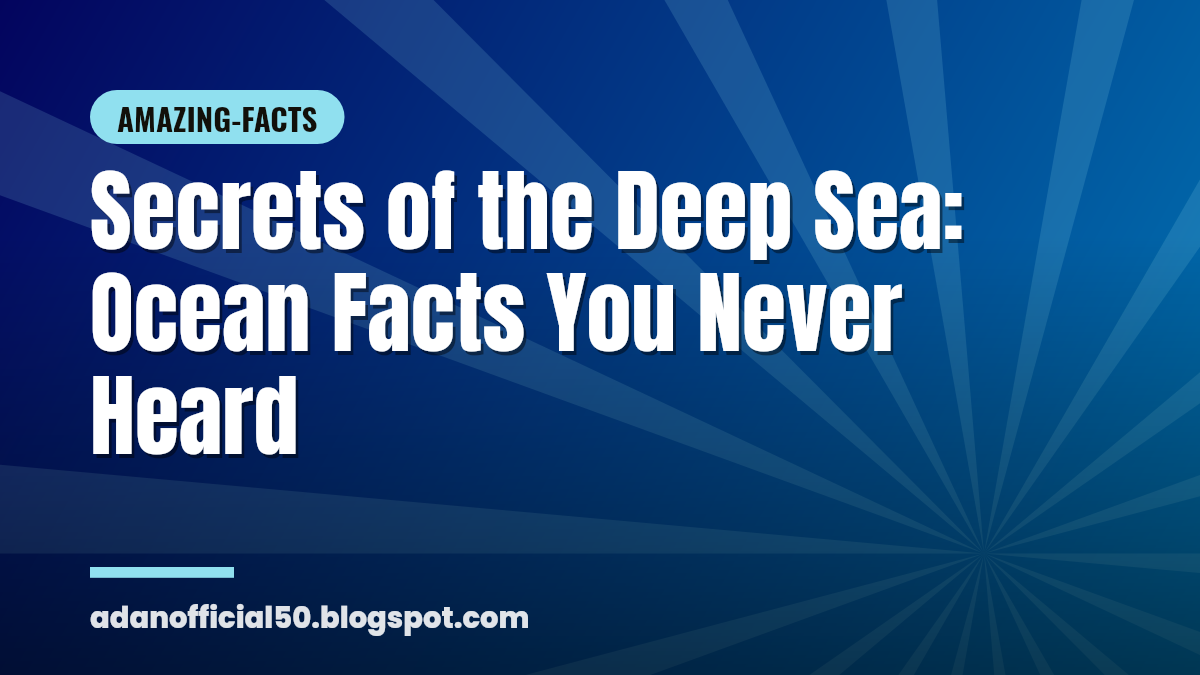 AMAZING-FACTS
Secrets of the Deep Sea:
Ocean Facts You Never
Heard
adanofficial50.blogspot.com